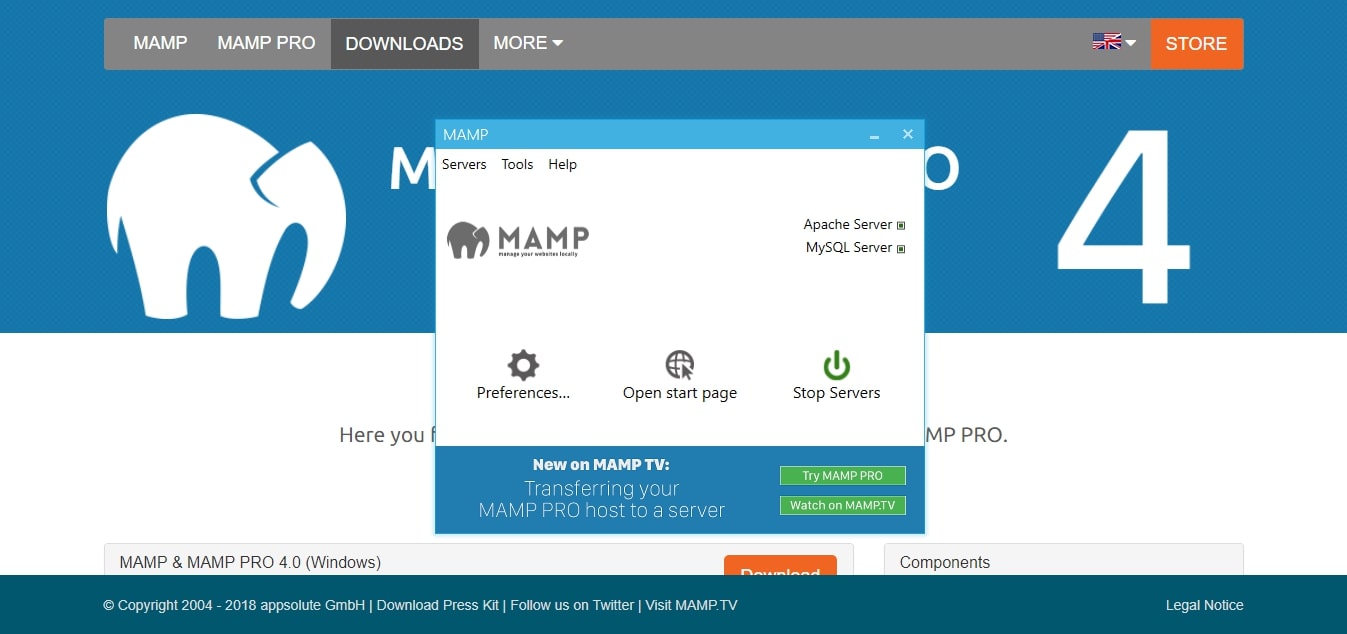 MAMP MAMP PRO DOWNLOADS MORE STORE
4
MAMP
Servers Tools Help
MAMP
manage your websites locally
Apache Server
MySQL Server
Preferences... Open start page Stop Servers
Here you
MP PRO.
New on MAMP TV:
Transferring your
MAMP PRO host to a server
Try MAMP PRO
Watch on MAMP.TV
MAMP & MAMP PRO 4.0 (Windows)
Download
Components
© Copyright 2004 - 2018 appsolute GmbH | Download Press Kit | Follow us on Twitter | Visit MAMP.TV
Legal Notice